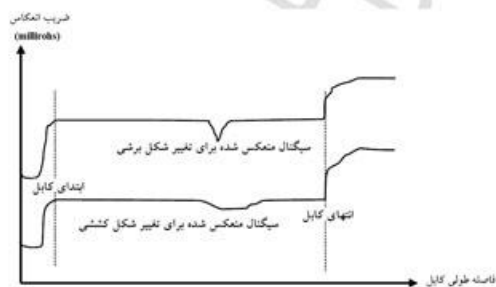 ضریب انعکاس
(millirohs)
سیگنال منعکس شده برای تغییر شکل برشی
ابتدای کابل
انتهای کابل
سیگنال منعکس شده برای تغییر شکل کششی
فاصله طولی کابل